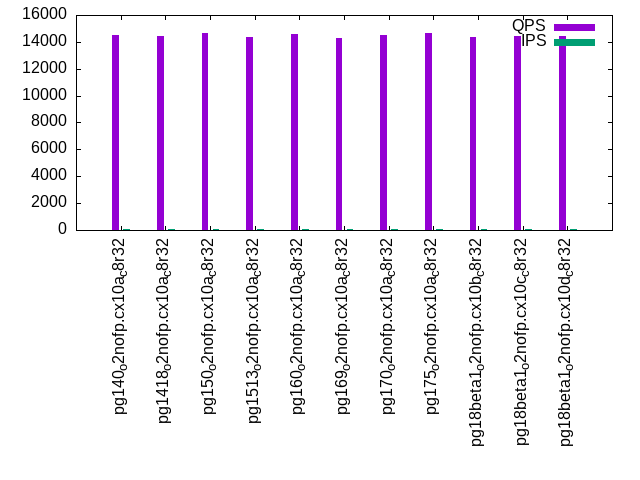 16000
14000
12000
10000
8000
6000
4000
2000
0
QPS
IPS
pg140o2nofp.cx10ac8r32
pg1418o2nofp.cx10ac8r32
pg150o2nofp.cx10ac8r32
pg1513o2nofp.cx10ac8r32
pg160o2nofp.cx10ac8r32
pg169o2nofp.cx10ac8r32
pg170o2nofp.cx10ac8r32
pg175o2nofp.cx10ac8r32
pg18beta1o2nofp.cx10bc8r32
pg18beta1o2nofp.cx10cc8r32
pg18beta1o2nofp.cx10dc8r32